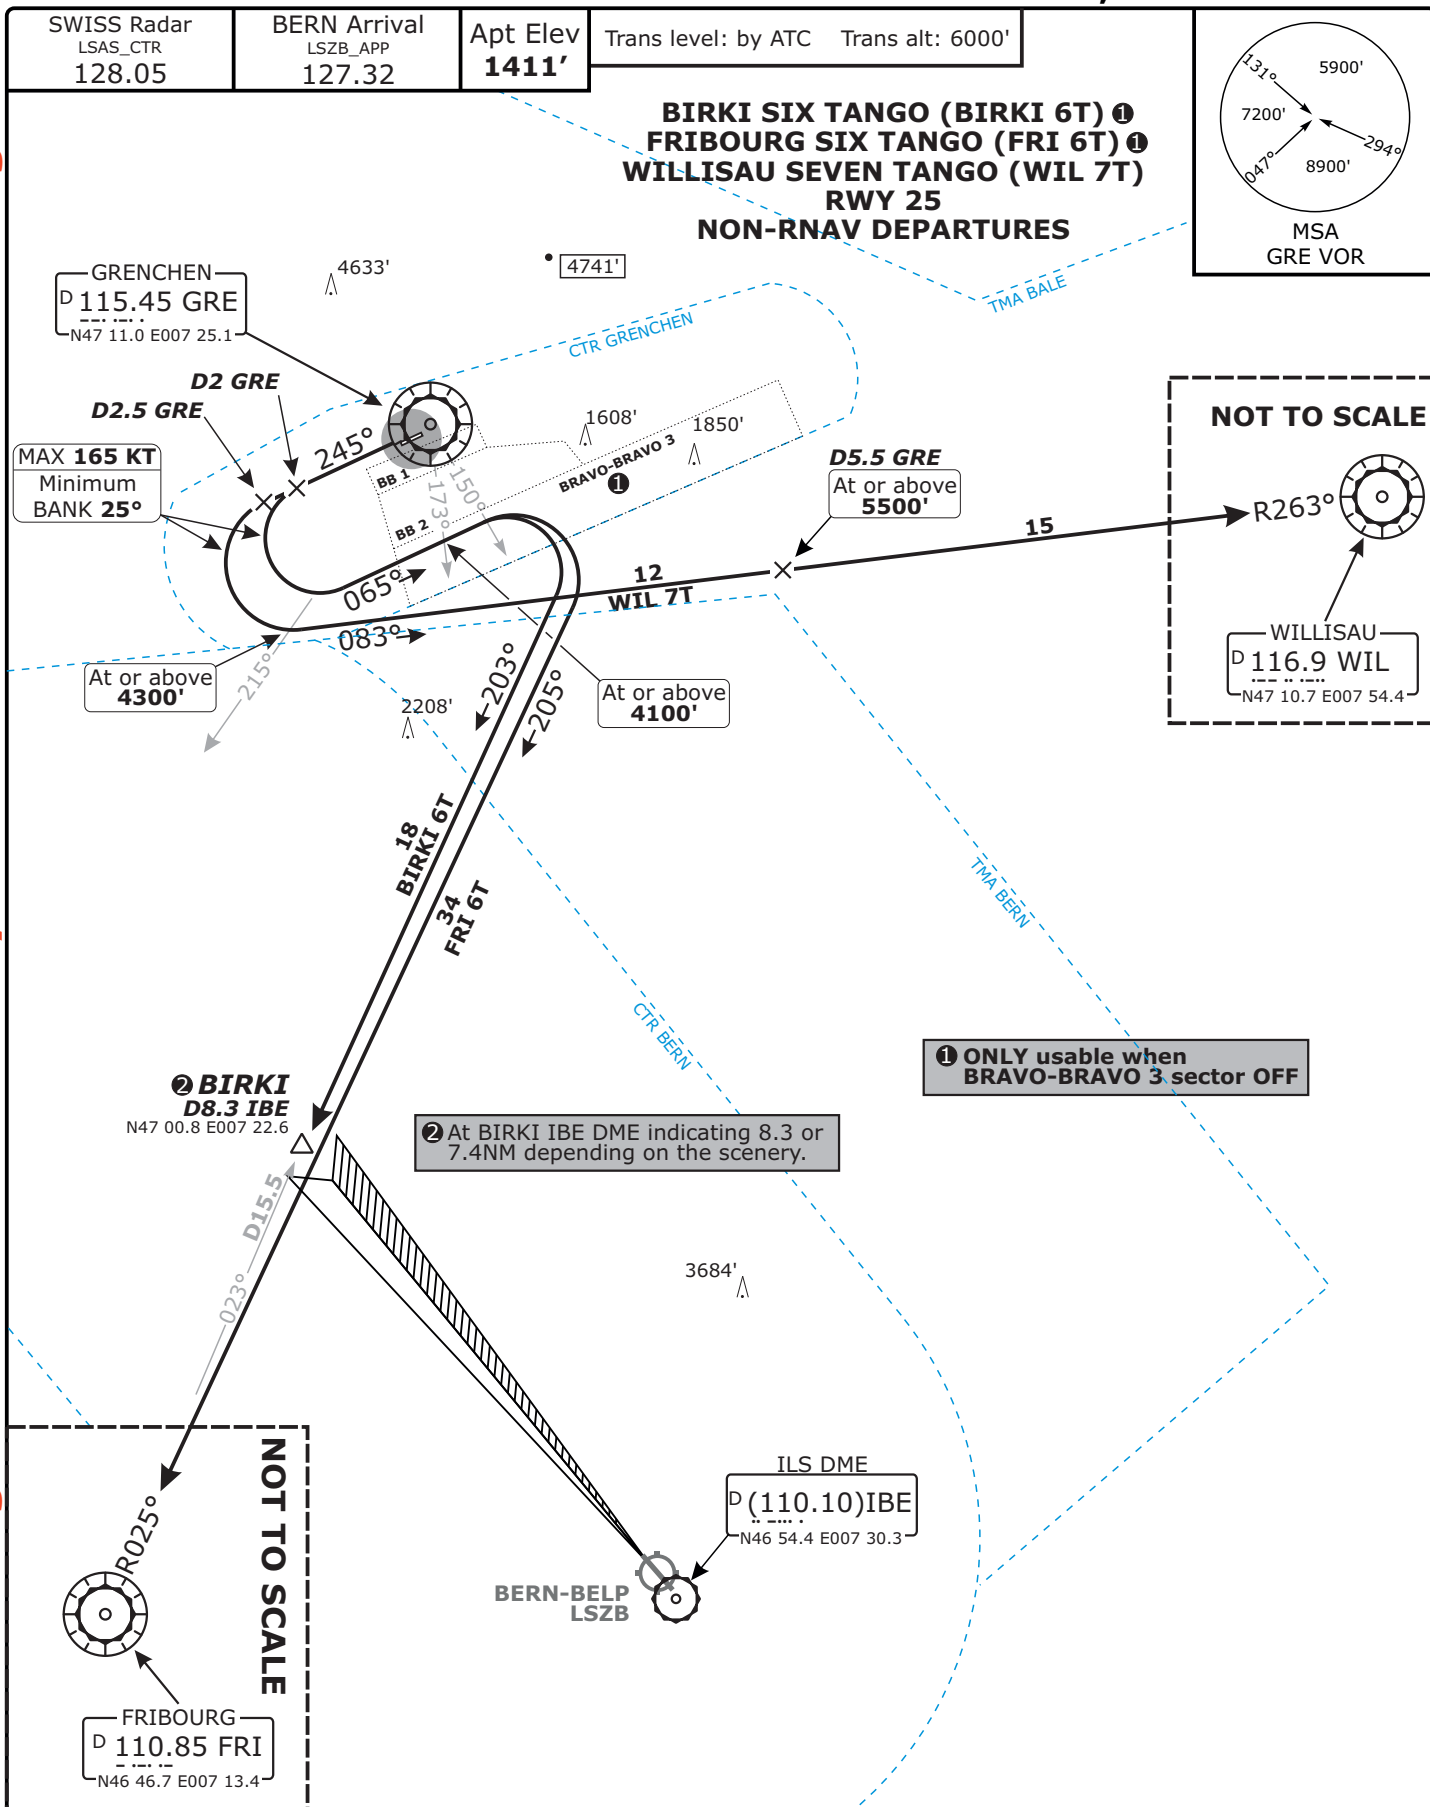 SWISS Radar
LSAS_CTR
128.05
BERN Arrival
LSZB_APP
127.32
Apt Elev
1411’
Trans level: by ATC Trans alt: 6000'
131°
5900'
7200'
294°
047°
8900'
MSA
GRE VOR
BIRKI SIX TANGO (BIRKI 6T) ❶
FRIBOURG SIX TANGO (FRI 6T) ❶
WILLISAU SEVEN TANGO (WIL 7T)
RWY 25
NON-RNAV DEPARTURES
GRENCHEN
D 115.45 GRE
N47 11.0 E007 25.1
4633'
4741'
TMA BALE
CTR GRENCHEN
D2 GRE
D2.5 GRE
245°
MAX 165 KT
Minimum
BANK 25°
BB 1
BB 2
BRAVO-BRAVO 3
❶
1608'
1850'
173°
150°
D5.5 GRE
At or above
5500'
NOT TO SCALE
R263°
15
12
WIL 7T
065°
083°
WILLISAU
D 116.9 WIL
N47 10.7 E007 54.4
At or above
4300'
215°
203°
205°
At or above
4100'
2208'
18
BIRKI 6T
34
FRI 6T
TMA BERN
CTR BERN
❶ ONLY usable when
BRAVO-BRAVO 3 sector OFF
❷ BIRKI
D8.3 IBE
N47 00.8 E007 22.6
❷ At BIRKI IBE DME indicating 8.3 or
7.4NM depending on the scenery.
D15.5
023°
3684'
NOT TO SCALE
R025°
ILS DME
D (110.10)IBE
N46 54.4 E007 30.3
BERN-BELP
LSZB
FRIBOURG
D 110.85 FRI
N46 46.7 E007 13.4